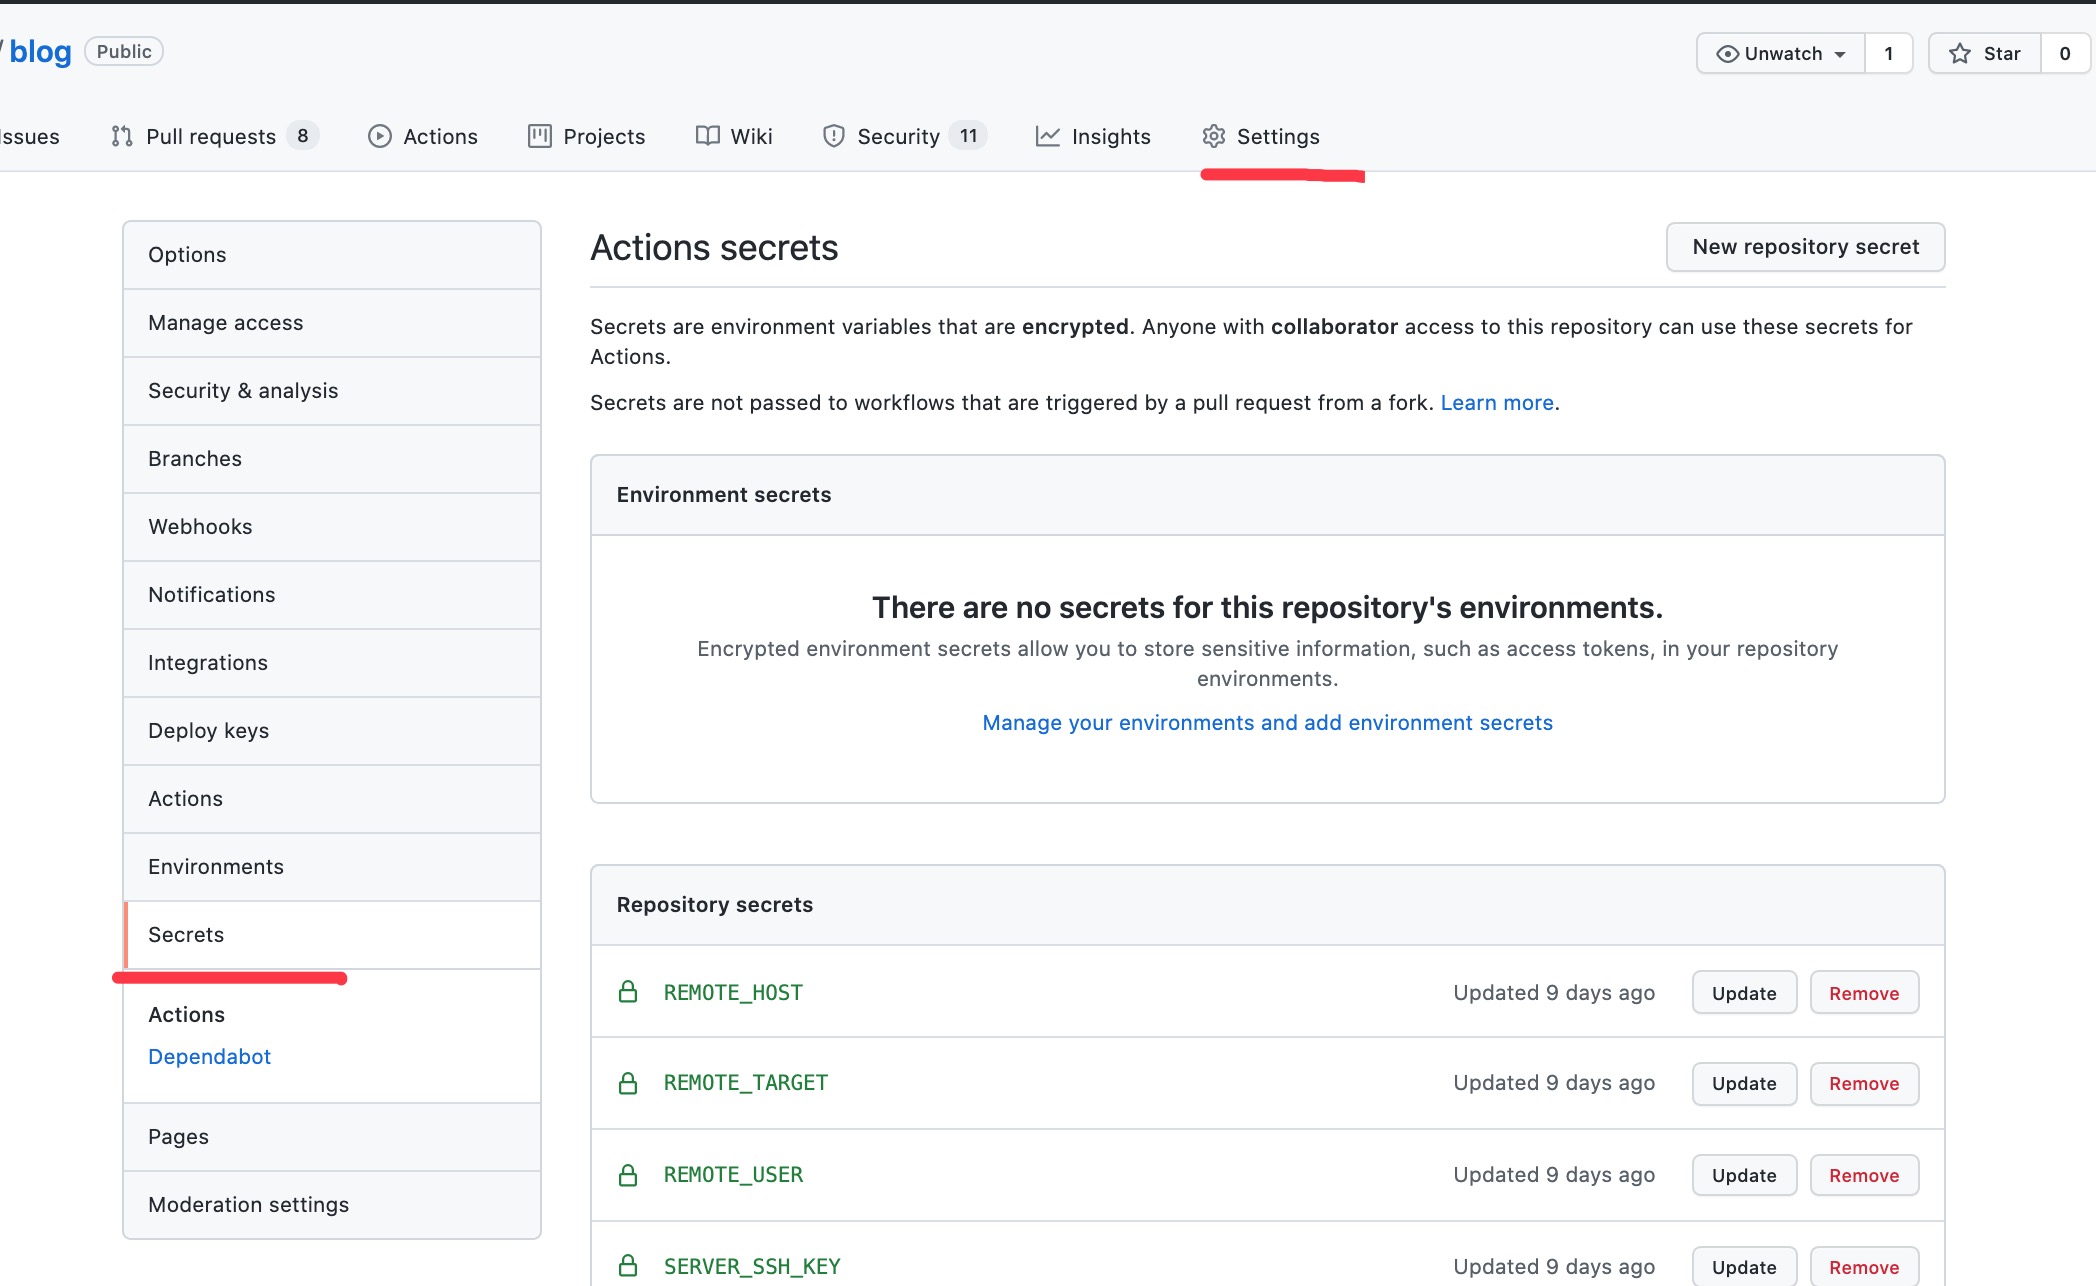 / blog Public
Unwatch 1 Star 0
Issues Pull requests 8 Actions Projects Wiki Security 11 Insights Settings
Options
Manage access
Security & analysis
Branches
Webhooks
Notifications
Integrations
Deploy keys
Actions
Environments
Secrets
Actions
Dependabot
Pages
Moderation settings
Actions secrets
New repository secret
Secrets are environment variables that are encrypted. Anyone with collaborator access to this repository can use these secrets for
Actions.
Secrets are not passed to workflows that are triggered by a pull request from a fork. Learn more.
Environment secrets
There are no secrets for this repository's environments.
Encrypted environment secrets allow you to store sensitive information, such as access tokens, in your repository
environments.
Manage your environments and add environment secrets
Repository secrets
REMOTE_HOST Updated 9 days ago Update Remove
REMOTE_TARGET Updated 9 days ago Update Remove
REMOTE_USER Updated 9 days ago Update Remove
SERVER_SSH_KEY Updated 9 days ago Update Remove